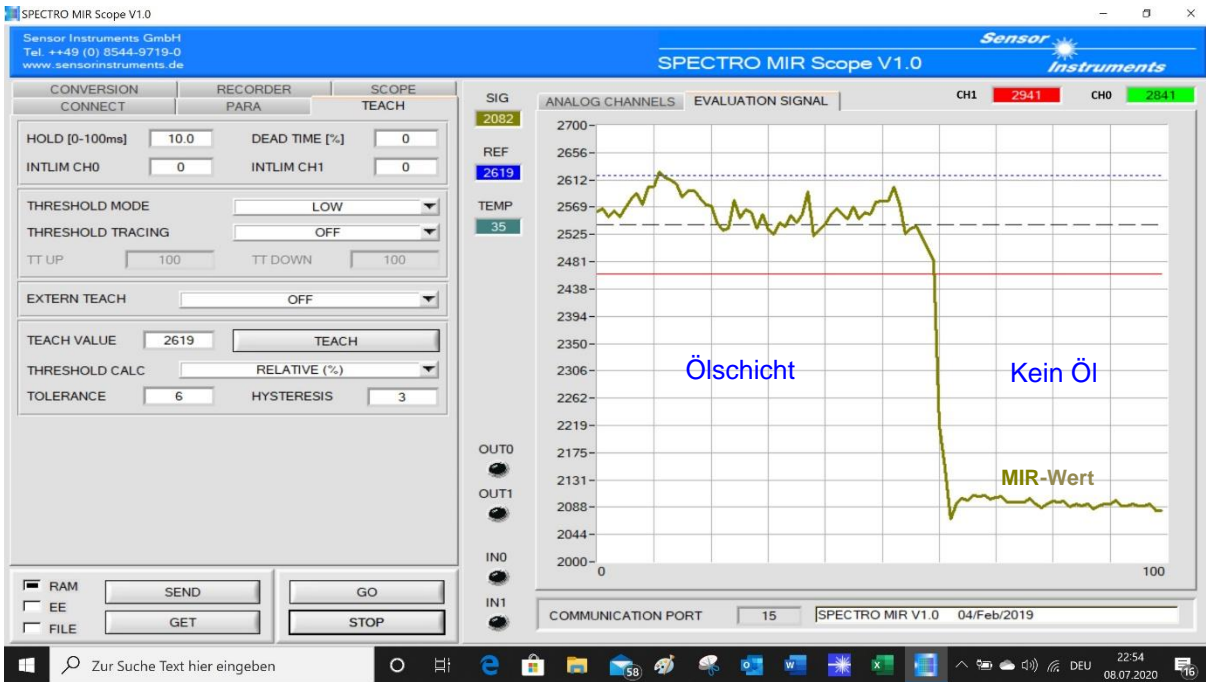 SPECTRO MIR Scope V1.0
Sensor Instruments GmbH
Tel. ++49 (0) 8544-9719-0
www.sensorinstruments.de
SPECTRO MIR Scope V1.0
Sensor
Instruments
CONVERSION RECORDER SCOPE
CONNECT PARA TEACH
HOLD [0-100ms] 10.0 DEAD TIME [%] 0
INTLIM CH0 0 INTLIM CH1 0
THRESHOLD MODE LOW
THRESHOLD TRACING OFF
TT UP 100 TT DOWN 100
EXTERN TEACH OFF
TEACH VALUE 2619 TEACH
THRESHOLD CALC RELATIVE (%)
TOLERANCE 6 HYSTERESIS 3
RAM
EE
FILE
SEND GO
GET STOP
SIG
2082
REF
2619
TEMP
35
OUT0
OUT1
IN0
IN1
ANALOG CHANNELS EVALUATION SIGNAL
CH1 2941 CH0 2841
2700-
2656-
2612-
2569-
2525-
2481-
2438-
2394-
2350-
2306-
2262-
2219-
2175-
2131-
2088-
2044-
2000-
0 100
Ölschicht
Kein Öl
MIR-Wert
COMMUNICATION PORT 15 SPECTRO MIR V1.0 04/Feb/2019
Zur Suche Text hier eingeben
58
DEU
22:54
08.07.2020
16